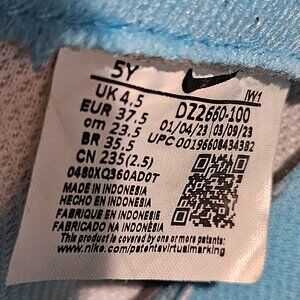 5Y
IW1
UK 4.5
EUR 37.5
cm 23.5
BR 35.5
CN 235(2.5)
DZ2660-100
01/04/23 03/09/23
UPC 00196608434382
0480XQ360AD0T
MADE IN INDONESIA
HECHO EN INDONESIA
FABRIQUE EN INDONESIE
FABRICADO NA INDONÉSIA
This product is covered by one or more patents:
www.nike.com/patentsvirtualmarking